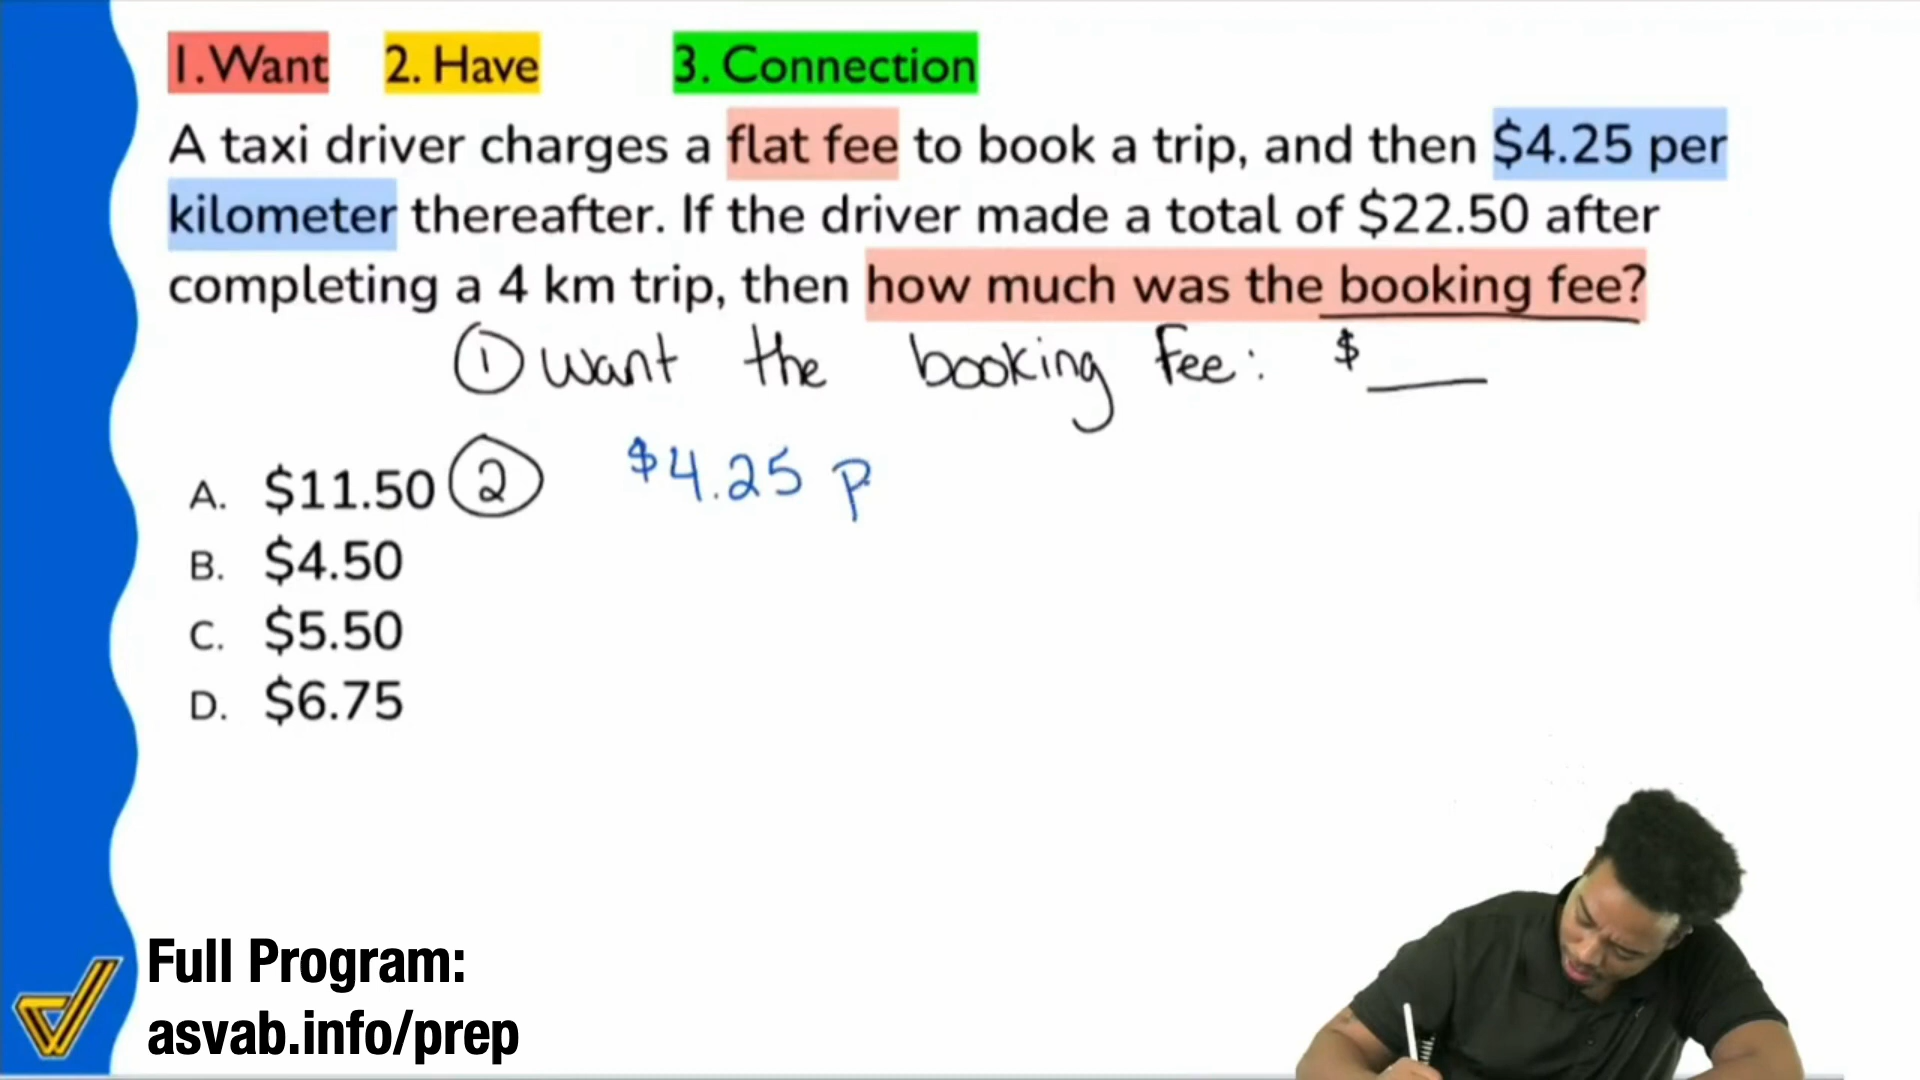 1. Want 2. Have 3. Connection
A taxi driver charges a flat fee to book a trip, and then $4.25 per
kilometer thereafter. If the driver made a total of $22.50 after
completing a 4 km trip, then how much was the booking fee?
① Want the booking fee: $ ____
A. $11.50 ② $4.25 p
B. $4.50
C. $5.50
D. $6.75
Full Program:
asvab.info/prep